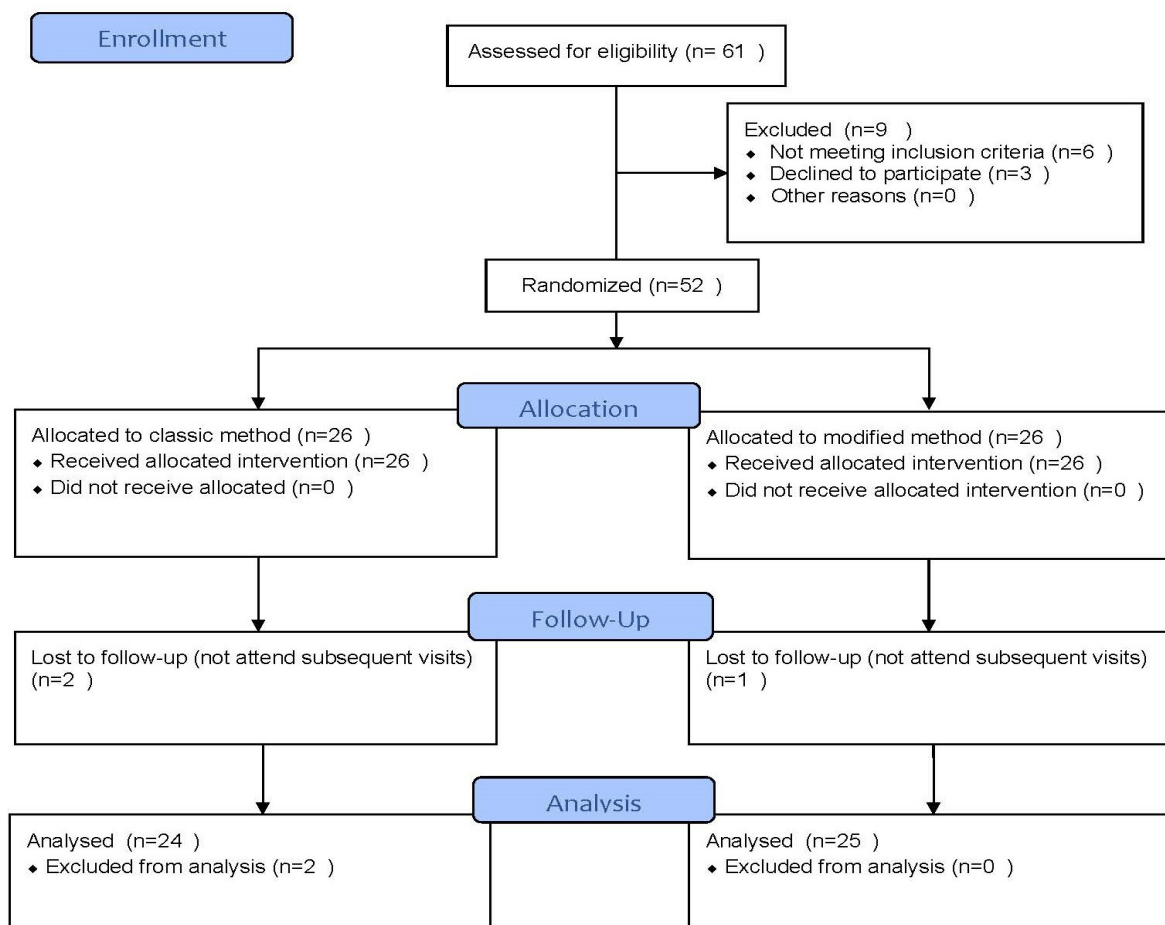 Enrollment
Assessed for eligibility (n= 61 )
Excluded (n=9 )
◆ Not meeting inclusion criteria (n=6 )
◆ Declined to participate (n=3 )
◆ Other reasons (n=0 )
Randomized (n=52 )
Allocation
Allocated to classic method (n=26 )
◆ Received allocated intervention (n=26 )
◆ Did not receive allocated (n=0 )
Allocated to modified method (n=26 )
◆ Received allocated intervention (n=26 )
◆ Did not receive allocated intervention (n=0 )
Follow-Up
Lost to follow-up (not attend subsequent visits)
(n=2 )
Lost to follow-up (not attend subsequent visits)
(n=1 )
Analysis
Analysed (n=24 )
◆ Excluded from analysis (n=2 )
Analysed (n=25 )
◆ Excluded from analysis (n=0 )